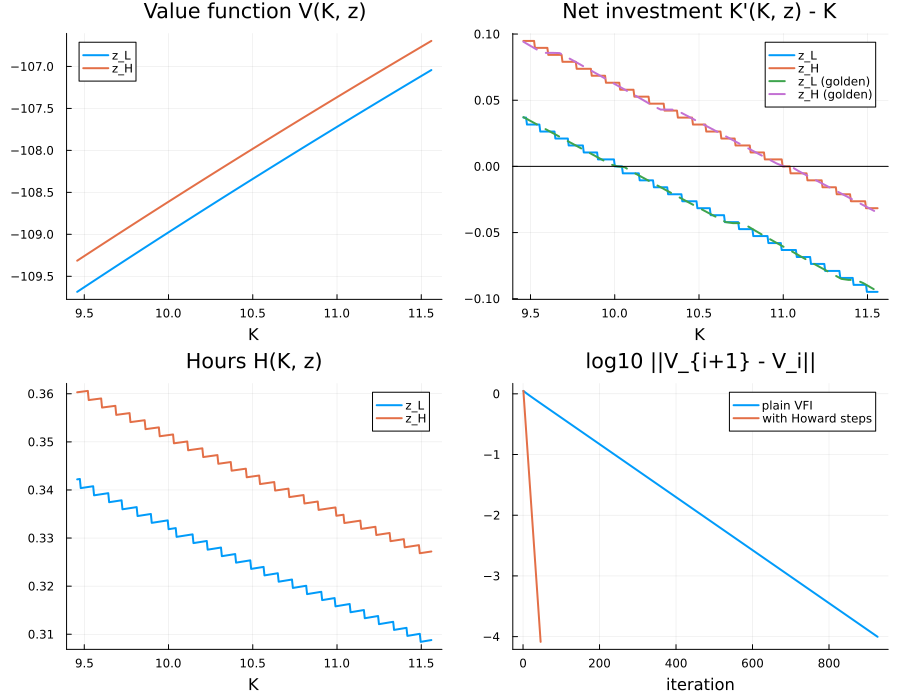 Value function V(K, z)
z_L
z_H
−107.0
−107.5
−108.0
−108.5
−109.0
−109.5
9.5 10.0 10.5 11.0 11.5
K
Net investment K'(K, z) - K
z_L
z_H
z_L (golden)
z_H (golden)
0.10
0.05
0.00
−0.05
−0.10
9.5 10.0 10.5 11.0 11.5
K
Hours H(K, z)
z_L
z_H
0.36
0.35
0.34
0.33
0.32
0.31
9.5 10.0 10.5 11.0 11.5
K
log10 ||V_{i+1} - V_i||
plain VFI
with Howard steps
0
−1
−2
−3
−4
0 200 400 600 800
iteration